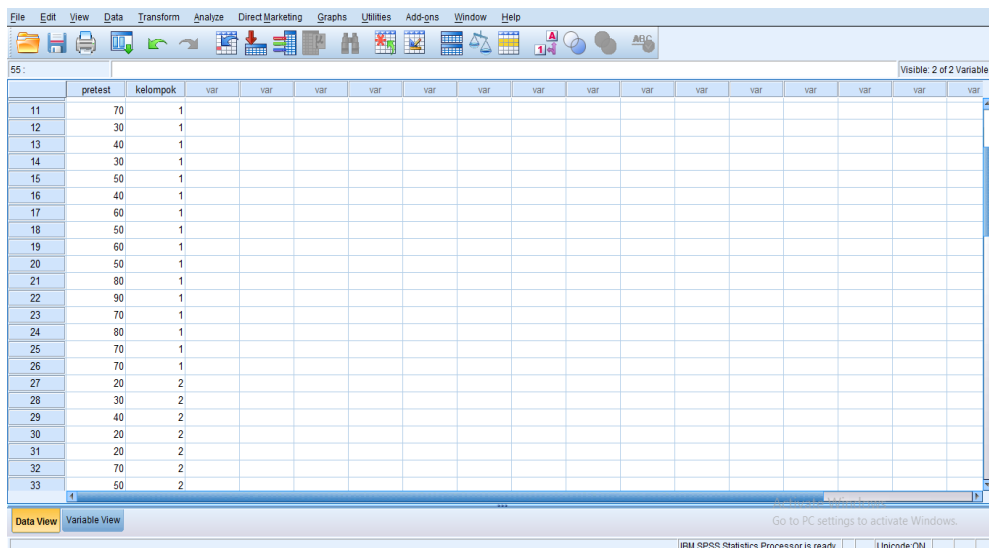 File Edit View Data Transform Analyze Direct Marketing Graphs Utilities Add-ons Window Help
A 1 ABC
55 : Visible: 2 of 2 Variable
pretest kelompok var var var var var var var var var var var var var var var
11 70 1
12 30 1
13 40 1
14 30 1
15 50 1
16 40 1
17 60 1
18 50 1
19 60 1
20 50 1
21 80 1
22 90 1
23 70 1
24 80 1
25 70 1
26 70 1
27 20 2
28 30 2
29 40 2
30 20 2
31 20 2
32 70 2
33 50 2
Activate Windows
Data View Variable View Go to PC settings to activate Windows.
IBM SPSS Statistics Processor is ready Unicode:ON